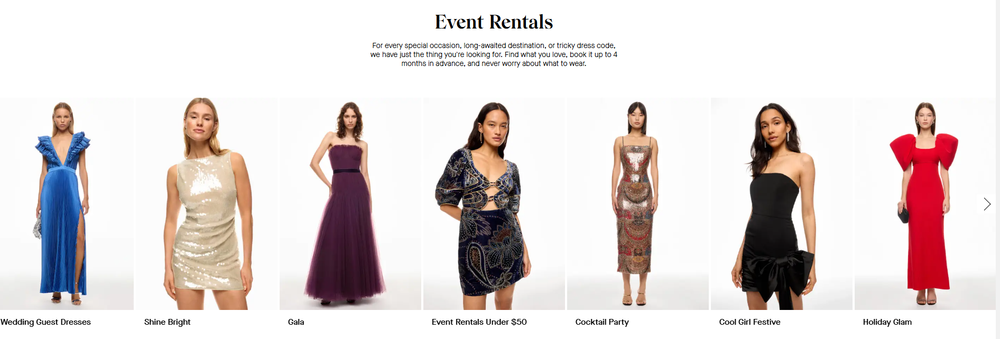 Event Rentals
For every special occasion, long-awaited destination, or tricky dress code,
we have just the thing you're looking for. Find what you love, book it up to 4
months in advance, and never worry about what to wear.
Wedding Guest Dresses
Shine Bright
Gala
Event Rentals Under $50
Cocktail Party
Cool Girl Festive
Holiday Glam